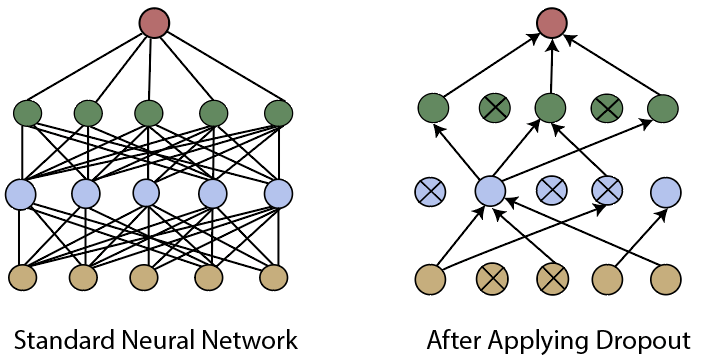 Standard Neural Network
After Applying Dropout